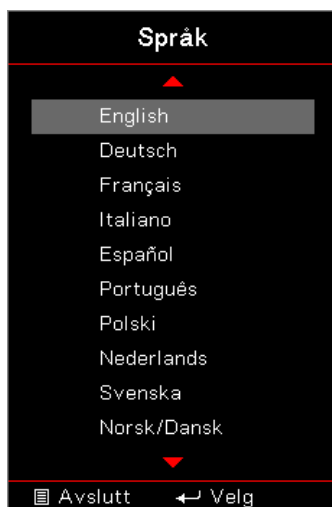 Språk
English
Deutsch
Français
Italiano
Español
Português
Polski
Nederlands
Svenska
Norsk/Dansk
Avslutt Velg